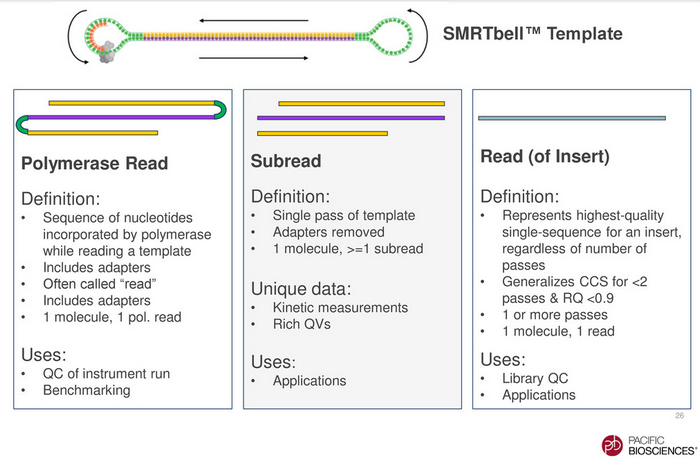 SMRTbell™ Template
Polymerase Read
Definition:
• Sequence of nucleotides
incorporated by polymerase
while reading a template
• Includes adapters
• Often called “read”
• Includes adapters
• 1 molecule, 1 pol. read
Uses:
• QC of instrument run
• Benchmarking
Subread
Definition:
• Single pass of template
• Adapters removed
• 1 molecule, >=1 subread
Unique data:
• Kinetic measurements
• Rich QVs
Uses:
• Applications
Read (of Insert)
Definition:
• Represents highest-quality
single-sequence for an insert,
regardless of number of
passes
• Generalizes CCS for <2
passes & RQ <0.9
• 1 or more passes
• 1 molecule, 1 read
Uses:
• Library QC
• Applications
26
PACIFIC
BIOSCIENCES®